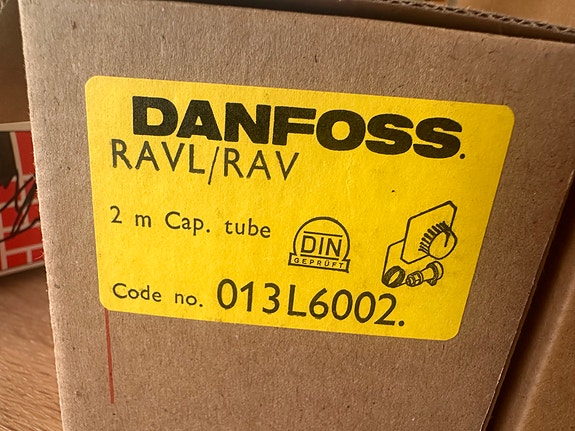 DANFOSS.
RAVL/RAV
2 m Cap. tube
DIN
GEPRÜFT
Code no. 013L6002.